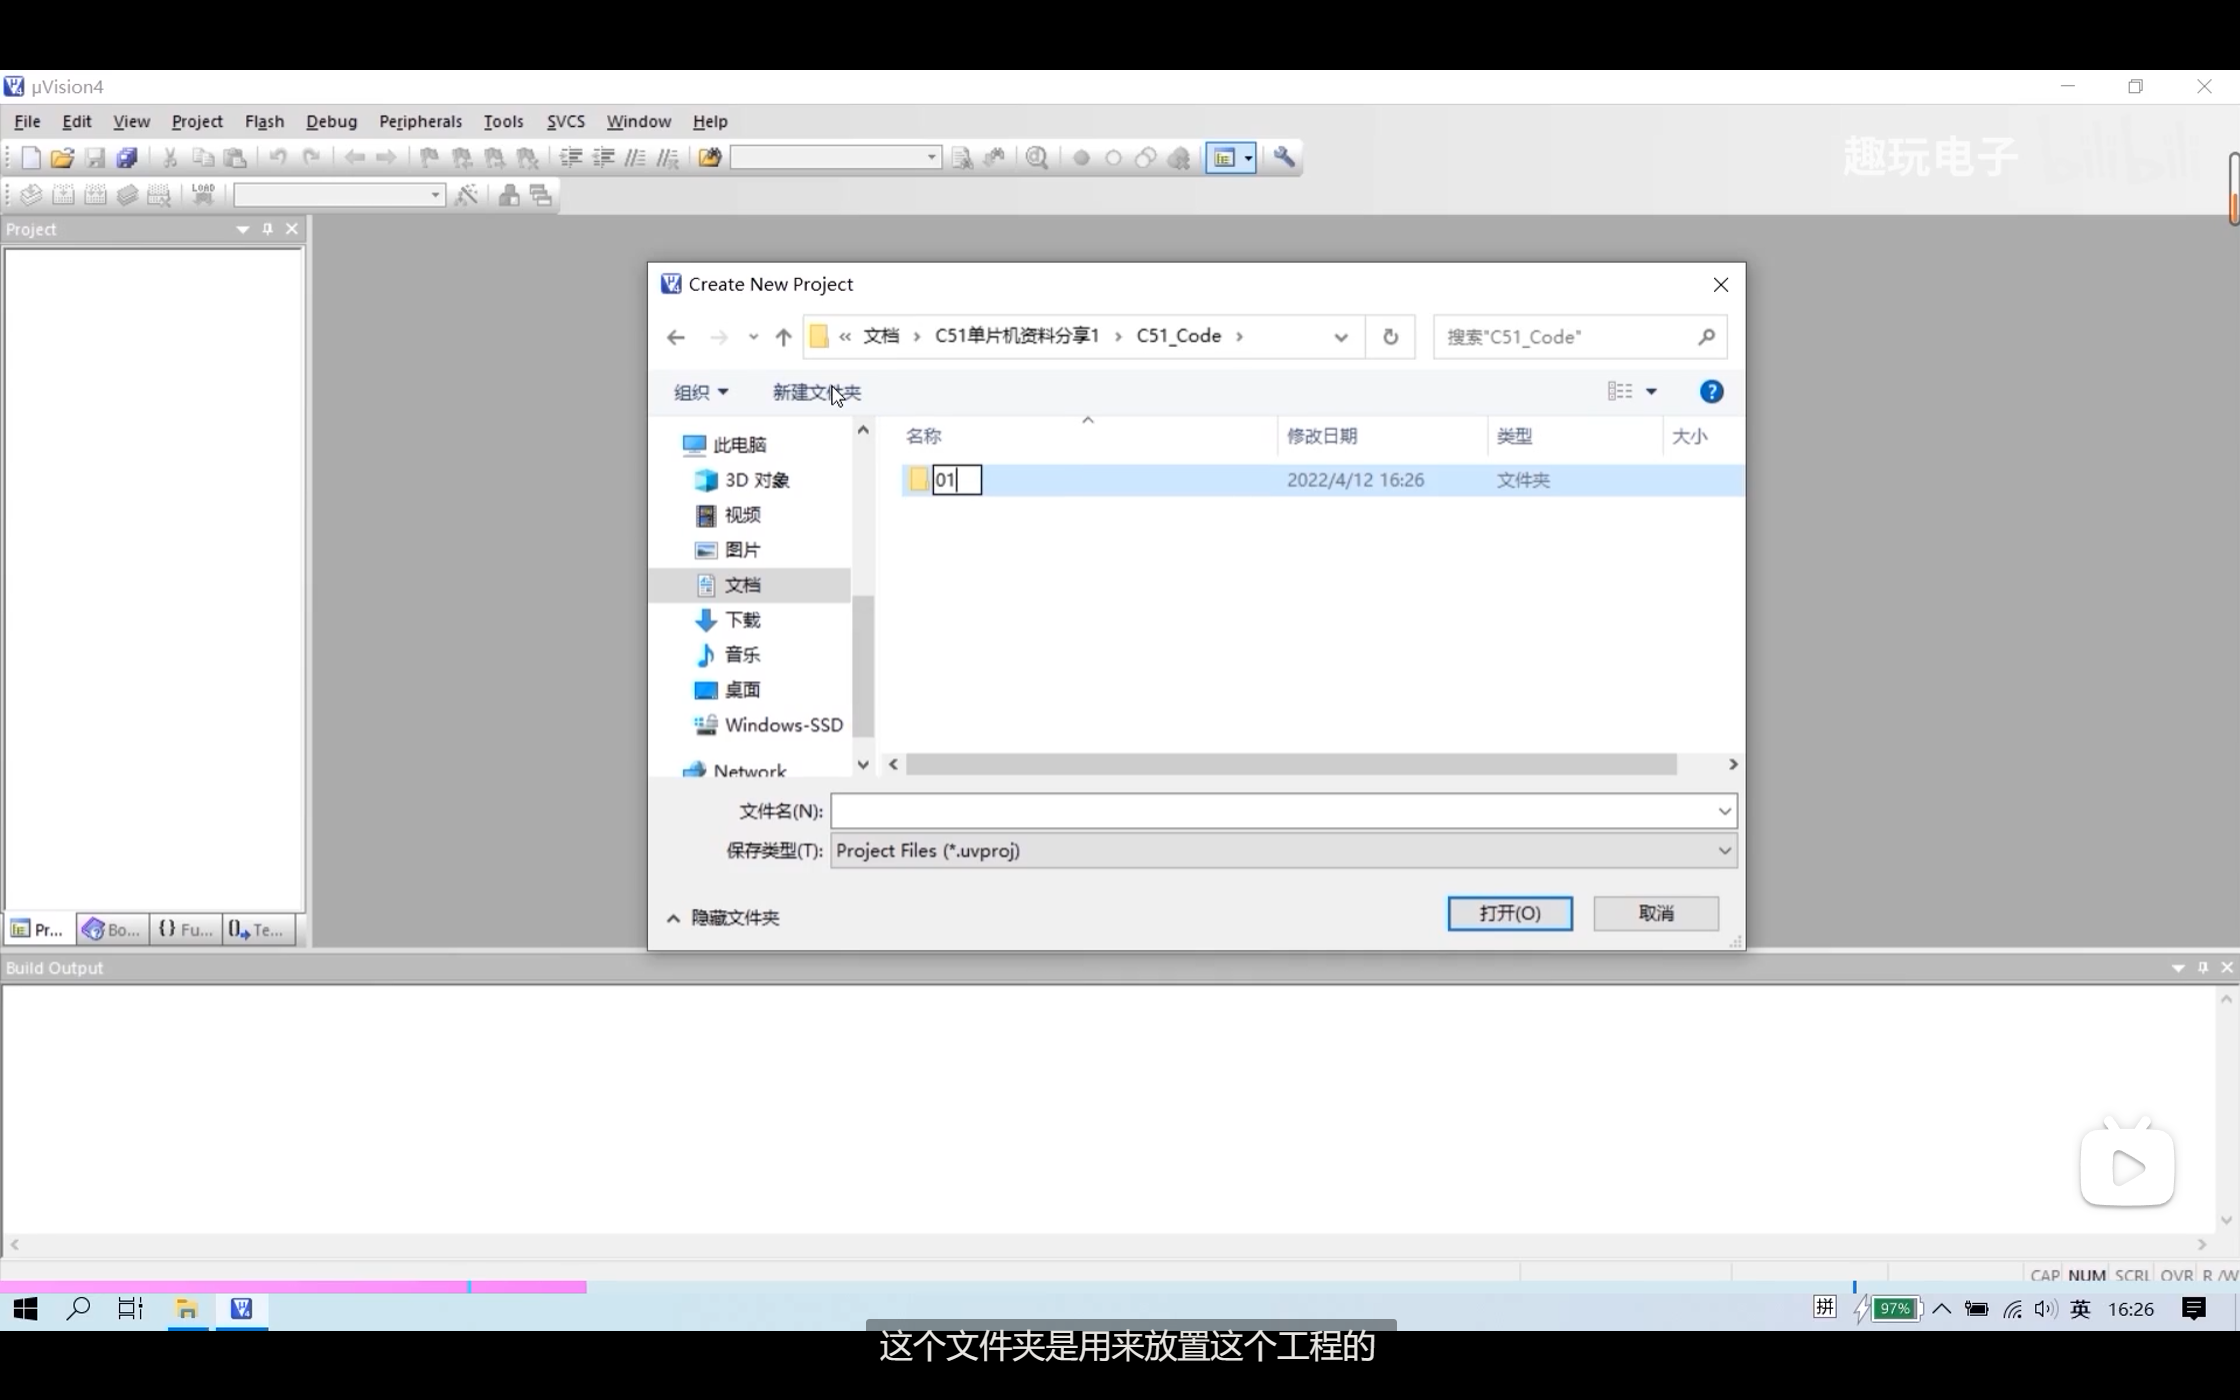 μVision4
File Edit View Project Flash Debug Peripherals Tools SVCS Window Help
趣玩电子 bilibili
LOAD
Project
Create New Project
« 文档 › C51单片机资料分享1 › C51_Code ›
搜索"C51_Code"
组织 新建文件夹
名称 修改日期 类型 大小
01 2022/4/12 16:26 文件夹
此电脑
3D 对象
视频
图片
文档
下载
音乐
桌面
Windows-SSD
Network
文件名(N):
保存类型(T): Project Files (*.uvproj)
隐藏文件夹 打开(O) 取消
Pr... Bo... {} Fu... Te...
Build Output
CAP NUM SCRL OVR R/W
拼 97% 英 16:26
这个文件夹是用来放置这个工程的